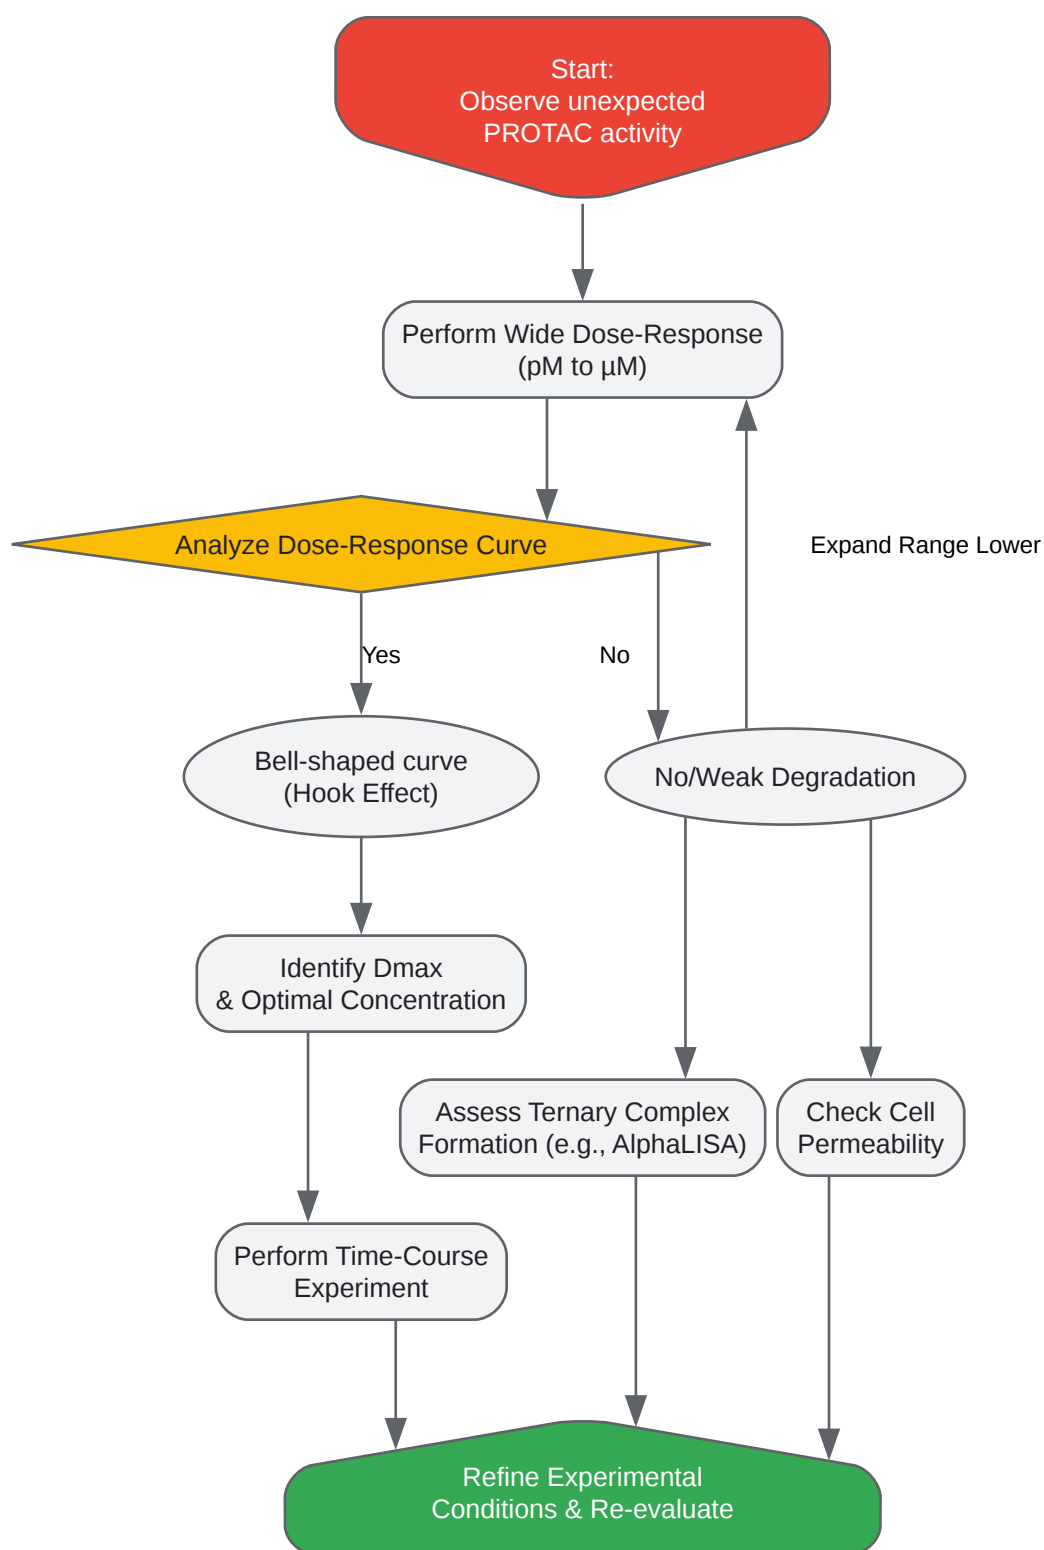 Start:
Observe unexpected
PROTAC activity
Perform Wide Dose-Response
(pM to µM)
Analyze Dose-Response Curve
Expand Range Lower
Yes
No
Bell-shaped curve
(Hook Effect)
No/Weak Degradation
Identify Dmax
& Optimal Concentration
Assess Ternary Complex
Formation (e.g., AlphaLISA)
Check Cell
Permeability
Perform Time-Course
Experiment
Refine Experimental
Conditions & Re-evaluate